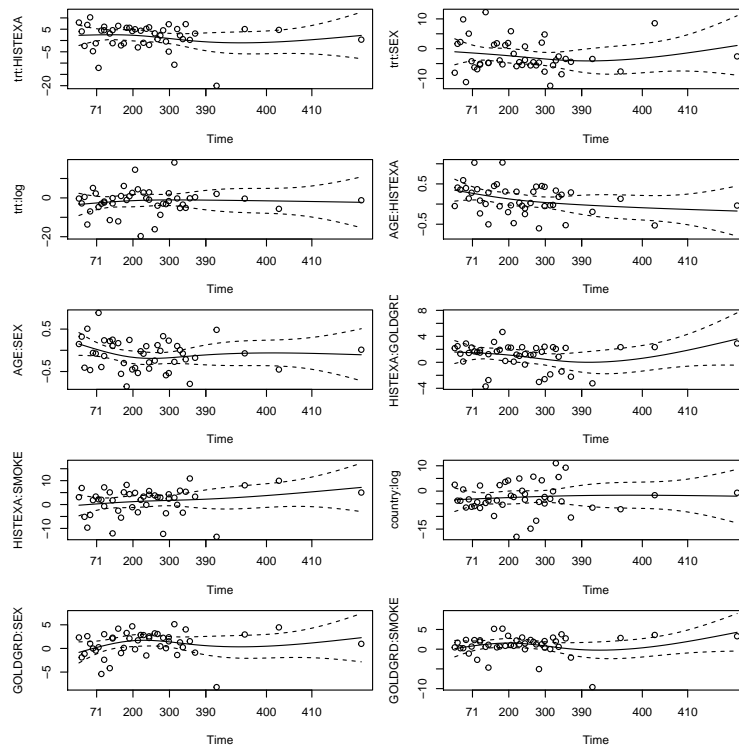 trt:HISTEXA
5
−5
−20
71 200 300 390 400 410
Time
trt:SEX
10
0
−10
71 200 300 390 400 410
Time
trt:log
0
−20
71 200 300 390 400 410
Time
AGE:HISTEXA
0.5
−0.5
71 200 300 390 400 410
Time
AGE:SEX
0.5
−0.5
71 200 300 390 400 410
Time
HISTEXA:GOLDGRD
8
4
0
−4
71 200 300 390 400 410
Time
HISTEXA:SMOKE
10
0
−10
71 200 300 390 400 410
Time
country:log
10
0
−15
71 200 300 390 400 410
Time
GOLDGRD:SEX
5
0
−5
71 200 300 390 400 410
Time
GOLDGRD:SMOKE
5
0
−10
71 200 300 390 400 410
Time